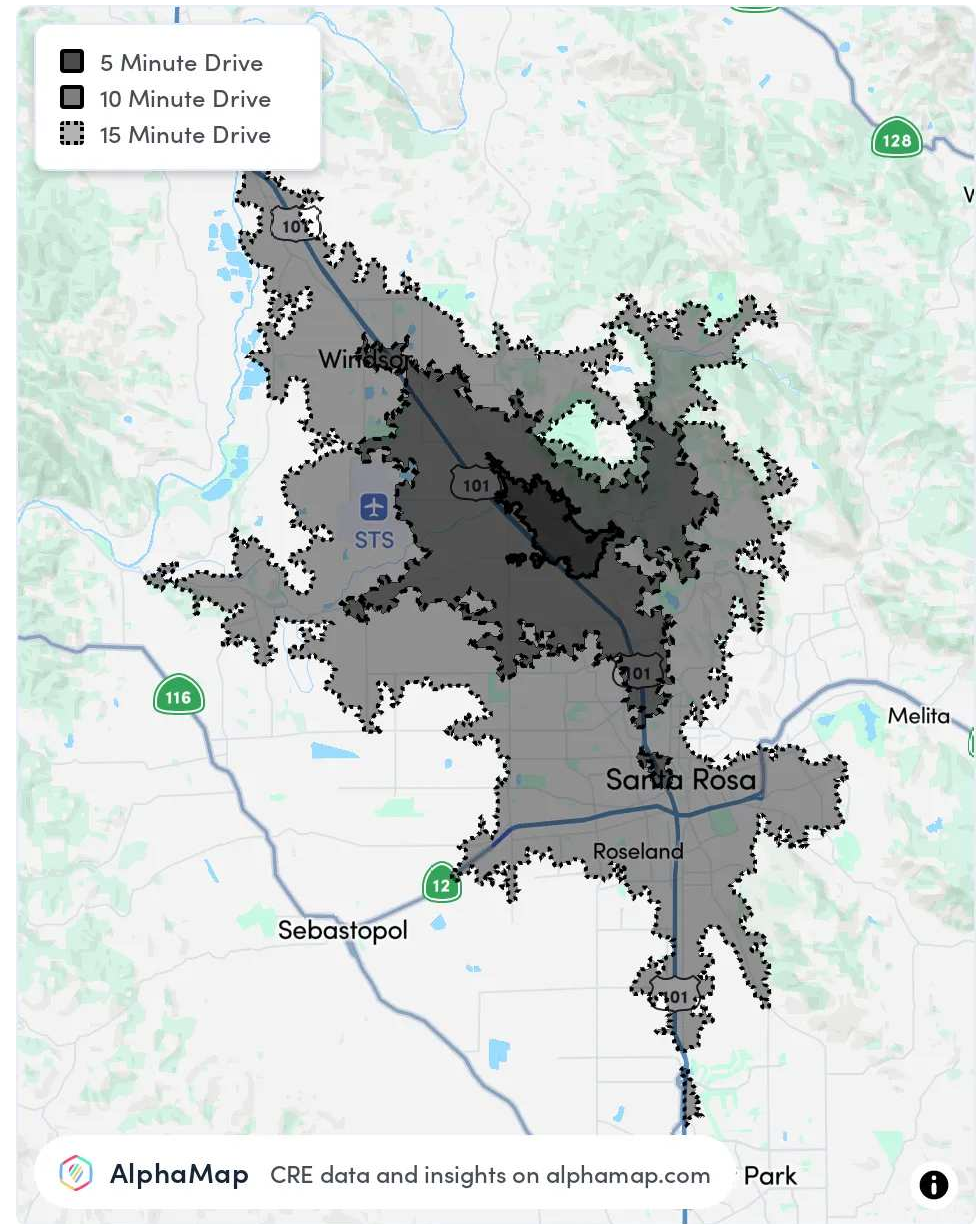 5 Minute Drive
10 Minute Drive
15 Minute Drive
128
W
101
Windsor
101
STS
101
116
Melita
Santa Rosa
Roseland
12
Sebastopol
101
AlphaMap CRE data and insights on alphamap.com
Park